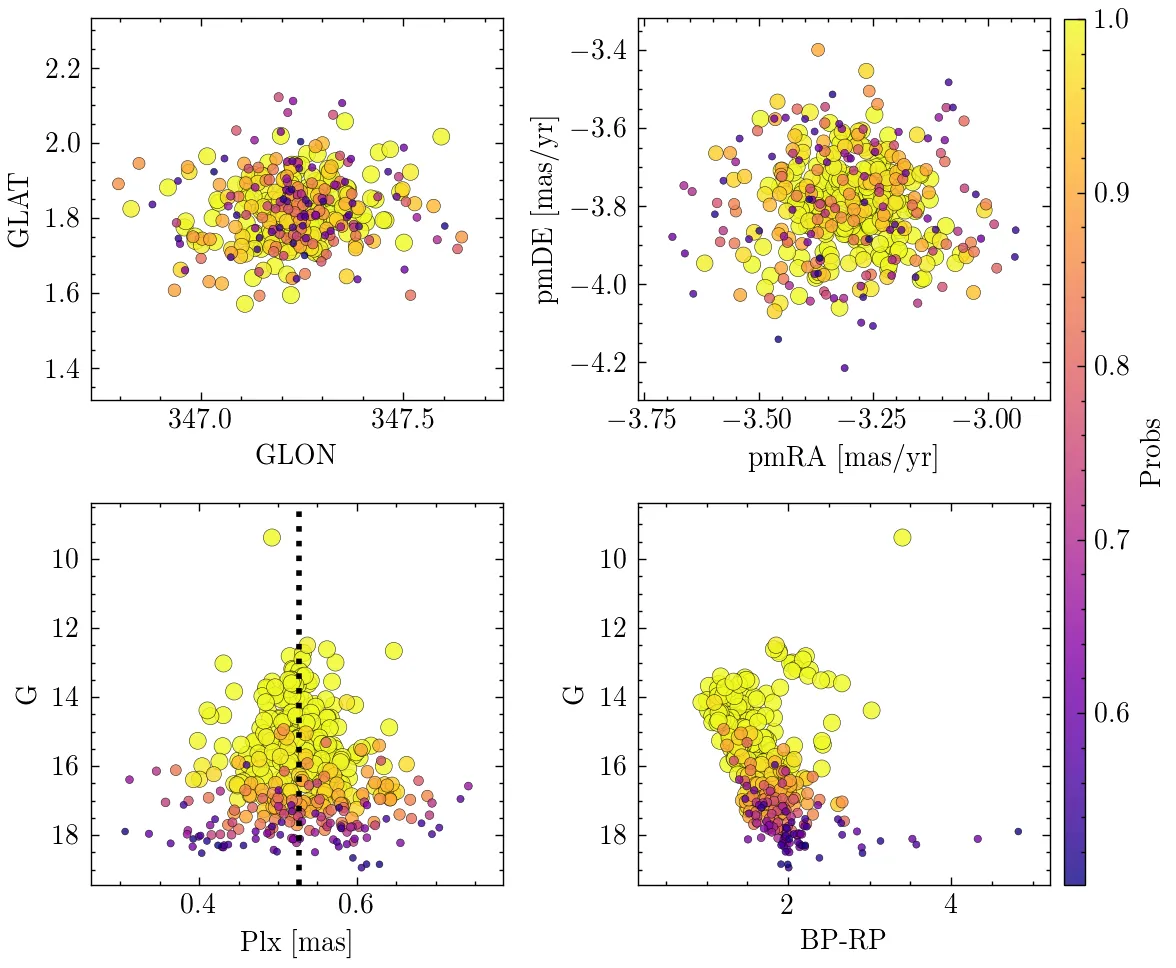 2.2
2.0
1.8
1.6
1.4
GLAT
347.0 347.5
GLON
−3.4
−3.6
−3.8
−4.0
−4.2
pmDE [mas/yr]
−3.75 −3.50 −3.25 −3.00
pmRA [mas/yr]
1.0
0.9
0.8
0.7
0.6
Probs
10
12
14
16
18
G
0.4 0.6
Plx [mas]
10
12
14
16
18
G
2 4
BP-RP